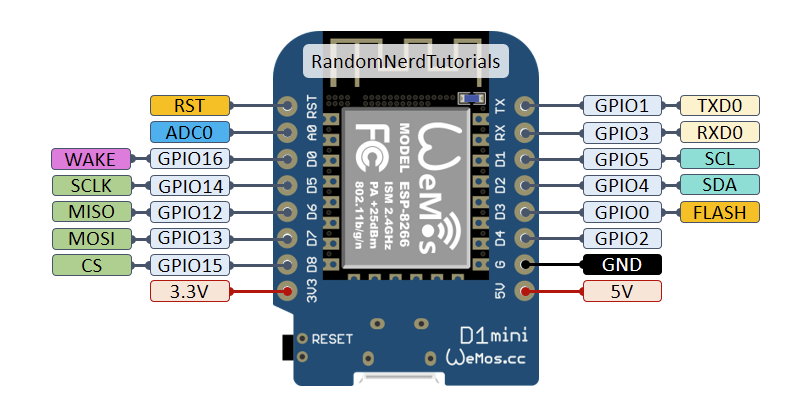 RandomNerdTutorials
RST RST TX GPIO1 TXD0
ADC0 A0 RX GPIO3 RXD0
WAKE GPIO16 D0 D1 GPIO5 SCL
SCLK GPIO14 D5 D2 GPIO4 SDA
MISO GPIO12 D6 D3 GPIO0 FLASH
MOSI GPIO13 D7 D4 GPIO2
CS GPIO15 D8 G GND
3.3V 3V3 5V 5V
WeMos
FC
MODEL ESP-8266
ISM 2.4GHz
PA +25dBm
802.11b/g/n
RESET
D1 mini
WeMos.cc